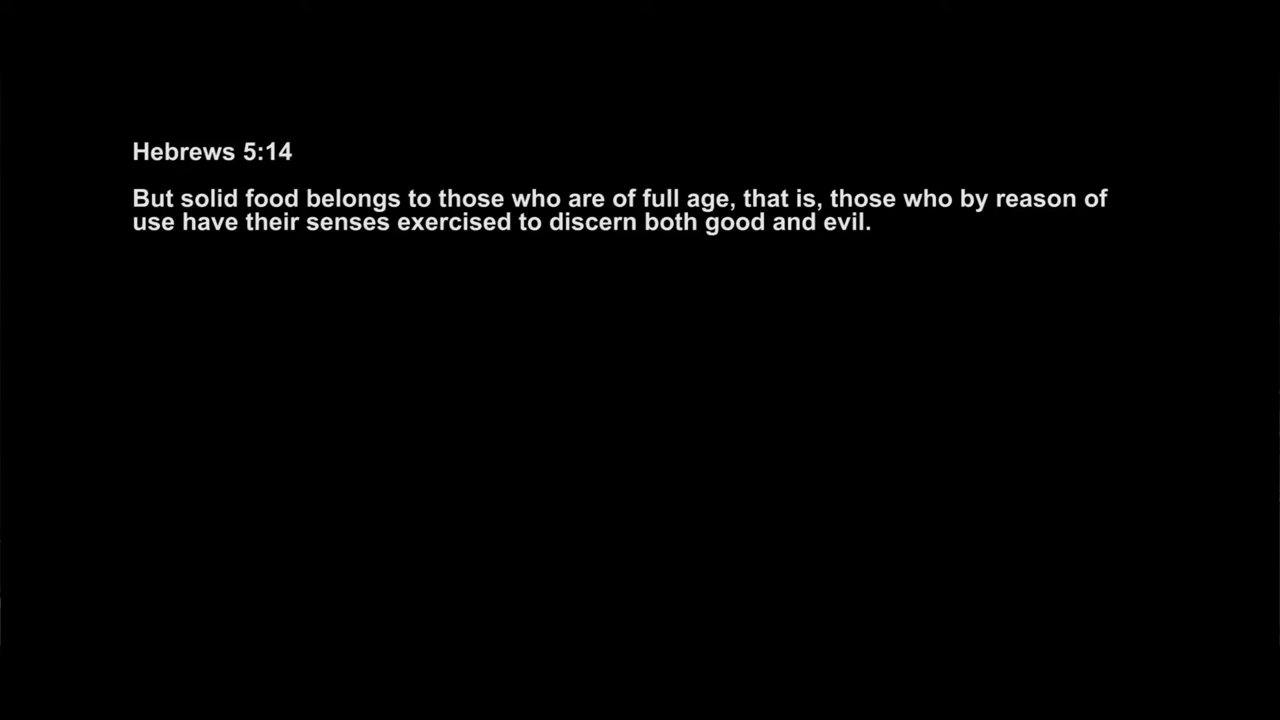 Hebrews 5:14
But solid food belongs to those who are of full age, that is, those who by reason of
use have their senses exercised to discern both good and evil.